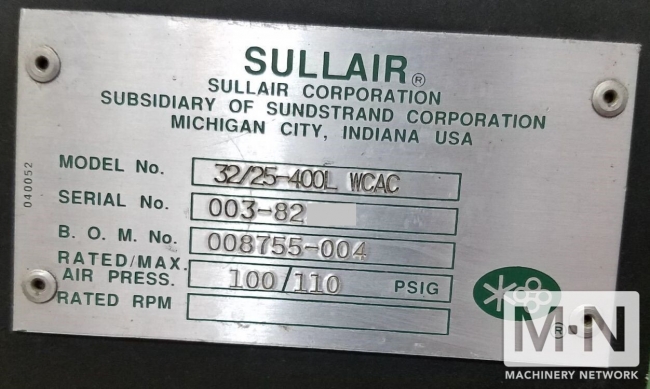 SULLAIR®
SULLAIR CORPORATION
SUBSIDIARY OF SUNDSTRAND CORPORATION
MICHIGAN CITY, INDIANA USA
MODEL No. 32/25-400L WCAC
SERIAL No. 003-82
B. O. M. No. 008755-004
RATED/MAX.
AIR PRESS. 100/110 PSIG
RATED RPM
040052
®
M-N
MACHINERY NETWORK